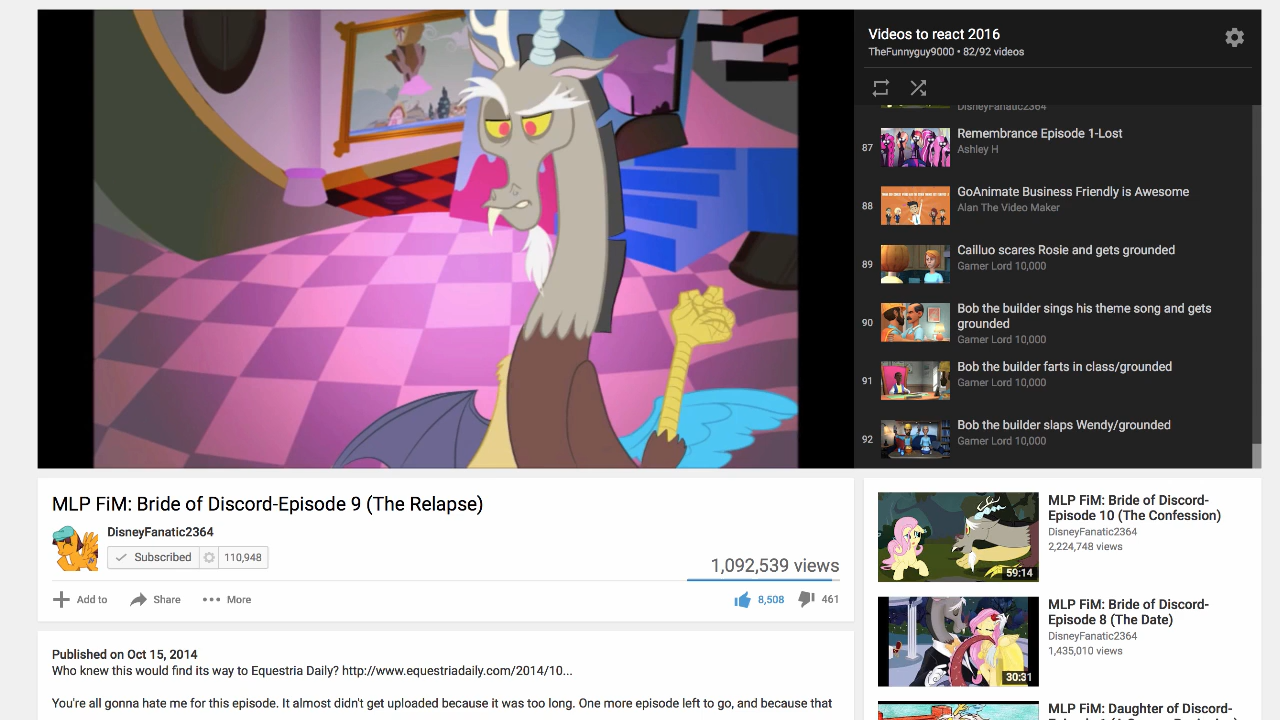 Videos to react 2016
TheFunnyguy9000 • 82/92 videos
DisneyFanatic2364
87
Remembrance Episode 1-Lost
Ashley H
88
GoAnimate Business Friendly is Awesome
Alan The Video Maker
89
Cailluo scares Rosie and gets grounded
Gamer Lord 10,000
90
Bob the builder sings his theme song and gets
grounded
Gamer Lord 10,000
91
Bob the builder farts in class/grounded
Gamer Lord 10,000
92
Bob the builder slaps Wendy/grounded
Gamer Lord 10,000
MLP FiM: Bride of Discord-Episode 9 (The Relapse)
DisneyFanatic2364
Subscribed 110,948
1,092,539 views
Add to Share More
8,508 461
Published on Oct 15, 2014
Who knew this would find its way to Equestria Daily? http://www.equestriadaily.com/2014/10...
You're all gonna hate me for this episode. It almost didn't get uploaded because it was too long. One more episode left to go, and because that
MLP FiM: Bride of Discord-
Episode 10 (The Confession)
DisneyFanatic2364
2,224,748 views
59:14
MLP FiM: Bride of Discord-
Episode 8 (The Date)
DisneyFanatic2364
1,435,010 views
30:31
MLP FiM: Daughter of Discord-